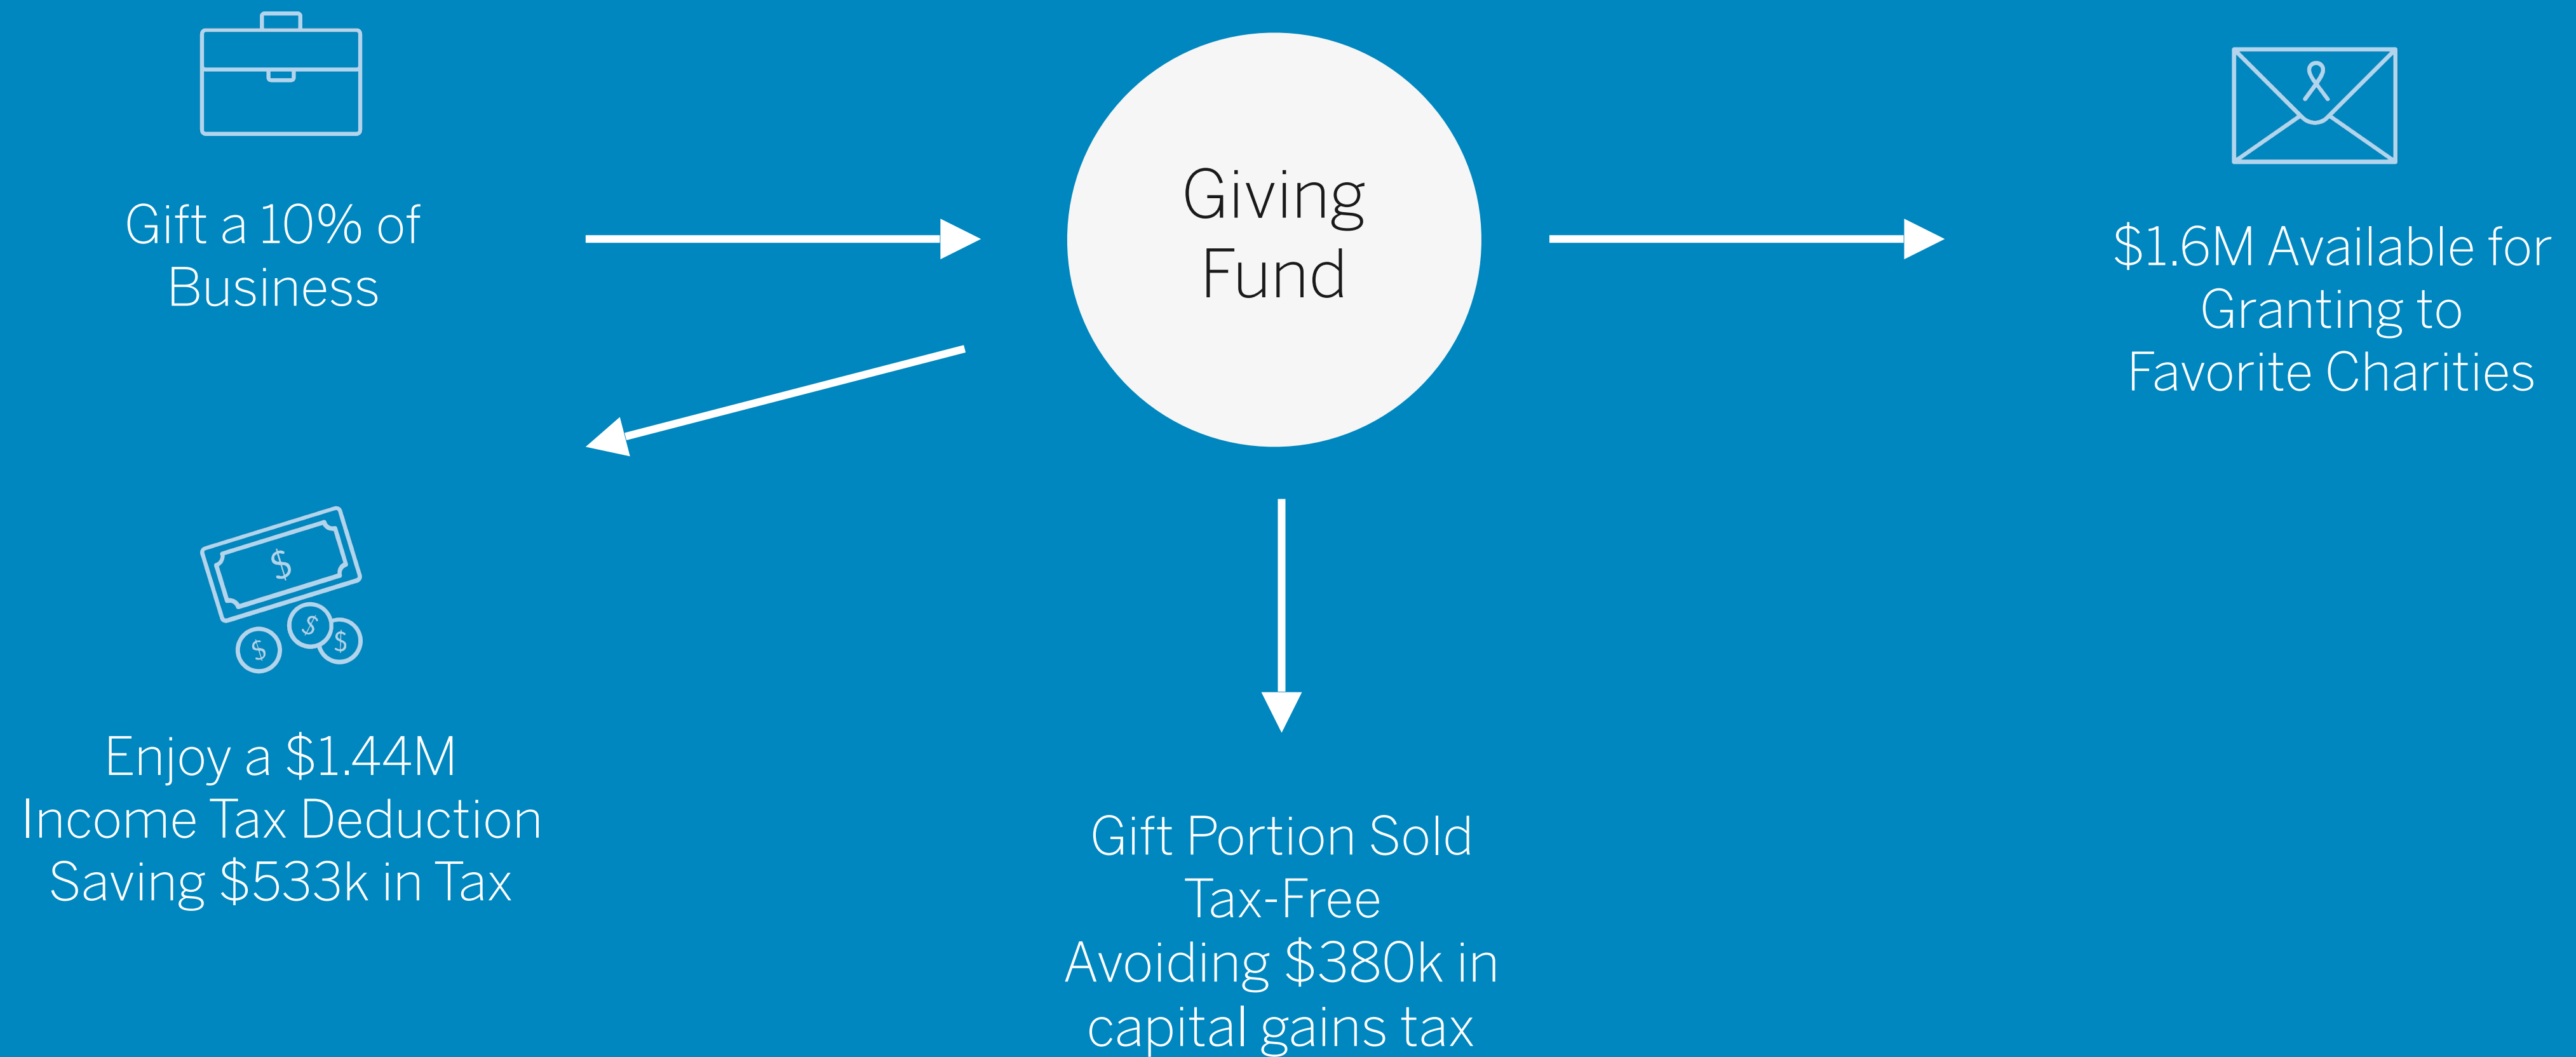 Gift a 10% of
Business
Giving
Fund
$1.6M Available for
Granting to
Favorite Charities
$
$
$
$
Enjoy a $1.44M
Income Tax Deduction
Saving $533k in Tax
Gift Portion Sold
Tax-Free
Avoiding $380k in
capital gains tax